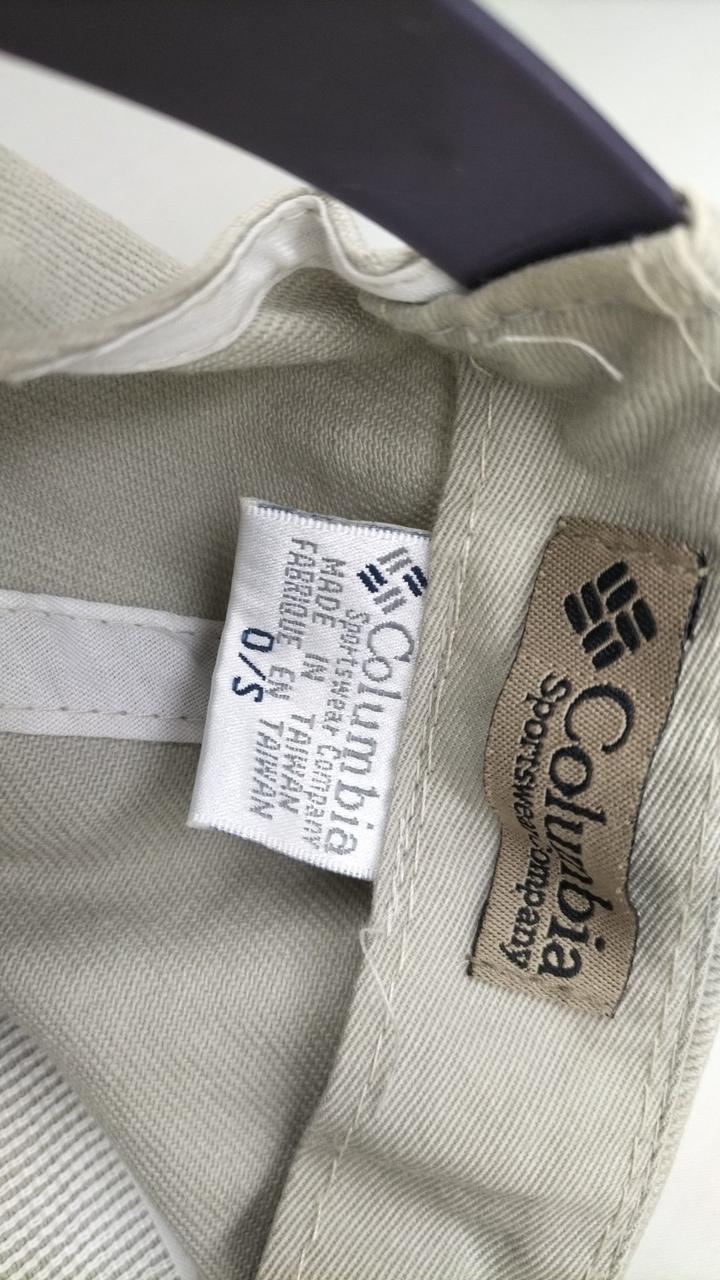 Columbia
Sportswear Company
MADE IN TAIWAN
FABRIQUE EN TAIWAN
O/S
Columbia
Sportswear Company